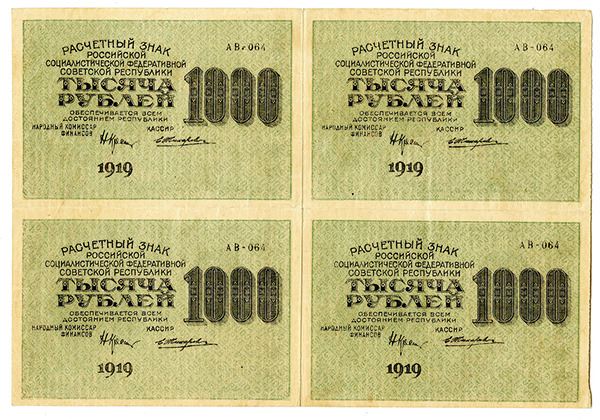 РАСЧЕТНЫЙ ЗНАК
АВ-064
РОССИЙСКОЙ
СОЦИАЛИСТИЧЕСКОЙ ФЕДЕРАТИВНОЙ
СОВЕТСКОЙ РЕСПУБЛИКИ
ТЫСЯЧА
РУБЛЕЙ
1000
ОБЕСПЕЧИВАЕТСЯ ВСЕМ
ДОСТОЯНИЕМ РЕСПУБЛИКИ
НАРОДНЫЙ КОМИССАР
ФИНАНСОВ
КАССИР
1919
РАСЧЕТНЫЙ ЗНАК
АВ-064
РОССИЙСКОЙ
СОЦИАЛИСТИЧЕСКОЙ ФЕДЕРАТИВНОЙ
СОВЕТСКОЙ РЕСПУБЛИКИ
ТЫСЯЧА
РУБЛЕЙ
1000
ОБЕСПЕЧИВАЕТСЯ ВСЕМ
ДОСТОЯНИЕМ РЕСПУБЛИКИ
НАРОДНЫЙ КОМИССАР
ФИНАНСОВ
КАССИР
1919
РАСЧЕТНЫЙ ЗНАК
АВ-064
РОССИЙСКОЙ
СОЦИАЛИСТИЧЕСКОЙ ФЕДЕРАТИВНОЙ
СОВЕТСКОЙ РЕСПУБЛИКИ
ТЫСЯЧА
РУБЛЕЙ
1000
ОБЕСПЕЧИВАЕТСЯ ВСЕМ
ДОСТОЯНИЕМ РЕСПУБЛИКИ
НАРОДНЫЙ КОМИССАР
ФИНАНСОВ
КАССИР
1919
РАСЧЕТНЫЙ ЗНАК
АВ-064
РОССИЙСКОЙ
СОЦИАЛИСТИЧЕСКОЙ ФЕДЕРАТИВНОЙ
СОВЕТСКОЙ РЕСПУБЛИКИ
ТЫСЯЧА
РУБЛЕЙ
1000
ОБЕСПЕЧИВАЕТСЯ ВСЕМ
ДОСТОЯНИЕМ РЕСПУБЛИКИ
НАРОДНЫЙ КОМИССАР
ФИНАНСОВ
КАССИР
1919